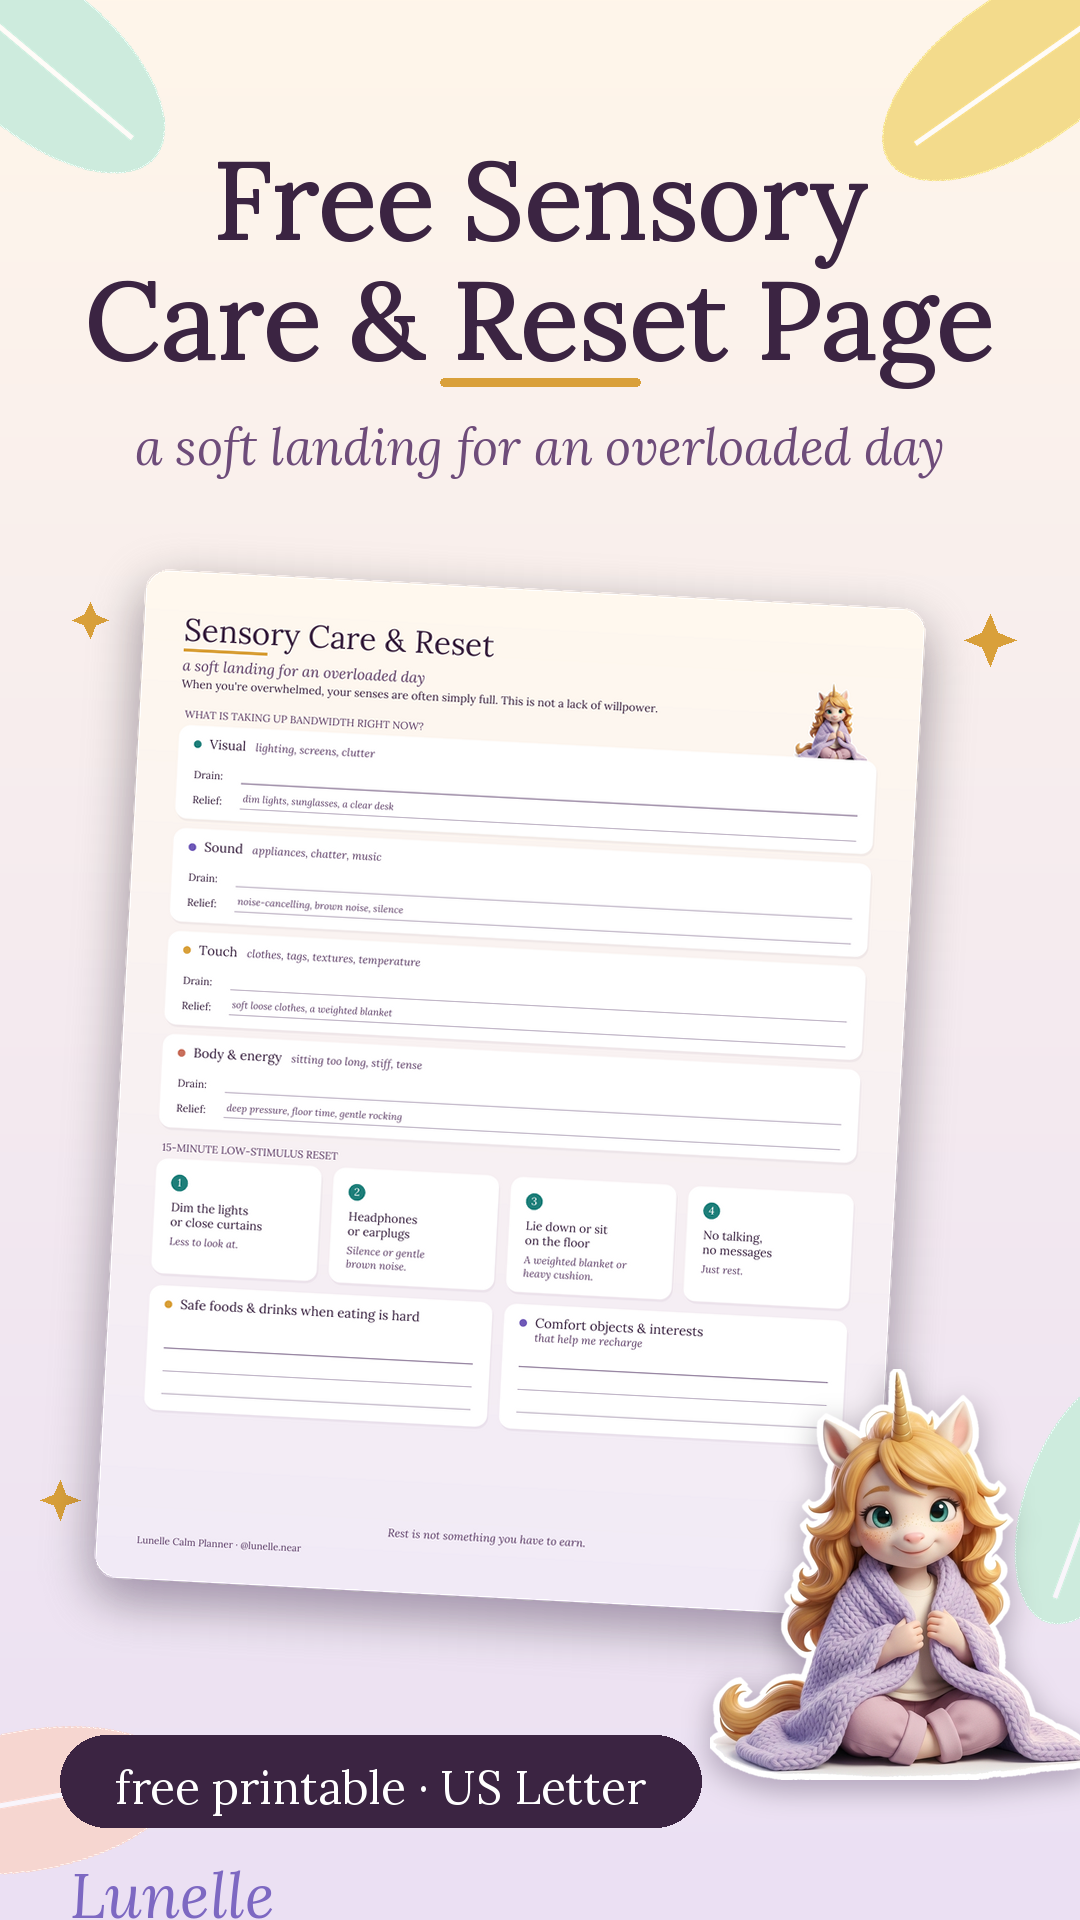 Free Sensory
Care & Reset Page
a soft landing for an overloaded day
Sensory Care & Reset
a soft landing for an overloaded day
When you're overwhelmed, your senses are often simply full. This is not a lack of willpower.
WHAT IS TAKING UP BANDWIDTH RIGHT NOW?
Visual lighting, screens, clutter
Drain:
Relief: dim lights, sunglasses, a clear desk
Sound appliances, chatter, music
Drain:
Relief: noise-cancelling, brown noise, silence
Touch clothes, tags, textures, temperature
Drain:
Relief: soft loose clothes, a weighted blanket
Body & energy sitting too long, stiff, tense
Drain:
Relief: deep pressure, floor time, gentle rocking
15-MINUTE LOW-STIMULUS RESET
1
Dim the lights
or close curtains
Less to look at.
2
Headphones
or earplugs
Silence or gentle
brown noise.
3
Lie down or sit
on the floor
A weighted blanket or
heavy cushion.
4
No talking,
no messages
Just rest.
Safe foods & drinks when eating is hard
Comfort objects & interests
that help me recharge
Rest is not something you have to earn.
Lunelle Calm Planner · @lunelle.near
free printable · US Letter
Lunelle